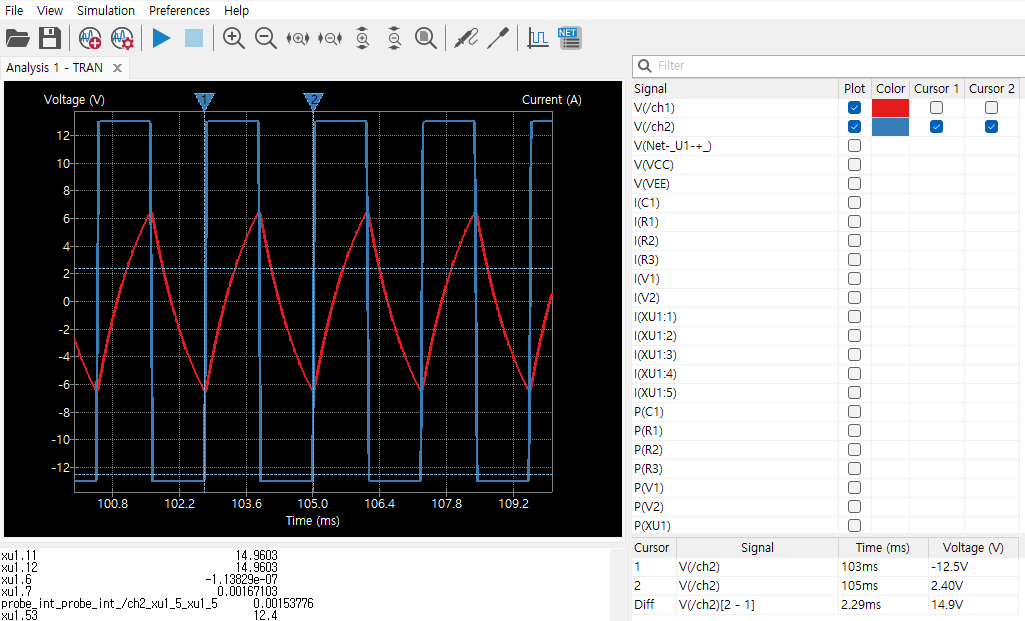 File View Simulation Preferences Help
NET
Analysis 1 - TRAN
Filter
Signal Plot Color Cursor 1 Cursor 2
V(/ch1)
V(/ch2)
V(Net-_U1-+_)
V(VCC)
V(VEE)
I(C1)
I(R1)
I(R2)
I(R3)
I(V1)
I(V2)
I(XU1:1)
I(XU1:2)
I(XU1:3)
I(XU1:4)
I(XU1:5)
P(C1)
P(R1)
P(R2)
P(R3)
P(V1)
P(V2)
P(XU1)
Voltage (V) 1 2 Current (A)
12
10
8
6
4
2
0
-2
-4
-6
-8
-10
-12
100.8 102.2 103.6 105.0 106.4 107.8 109.2
Time (ms)
xu1.11 14.9603
xu1.12 14.9603
xu1.6 -1.13829e-07
xu1.7 0.00167103
probe_int_probe_int_/ch2_xu1_5_xu1_5 0.00153776
xu1.53 12.4
Cursor Signal Time (ms) Voltage (V)
1 V(/ch2) 103ms -12.5V
2 V(/ch2) 105ms 2.40V
Diff V(/ch2)[2 - 1] 2.29ms 14.9V